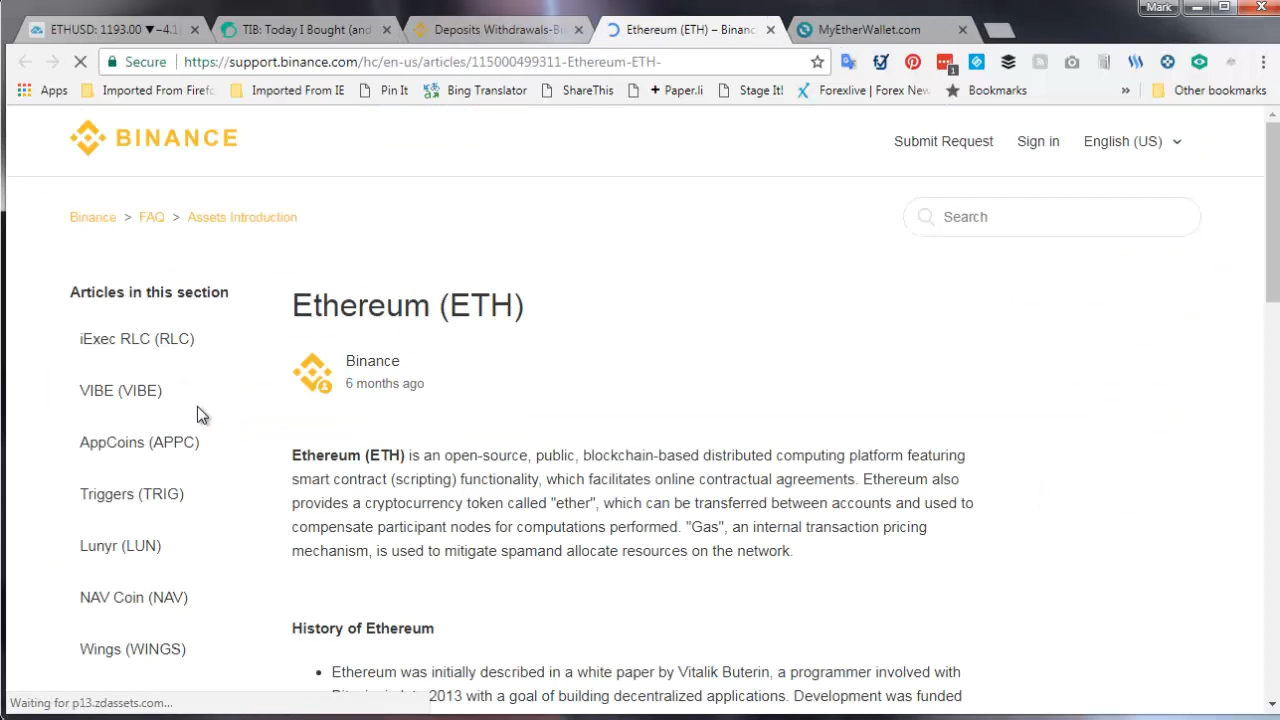 Mark
ETHUSD: 1193.00 ▼−4.1
TIB: Today I Bought (and
Deposits Withdrawals-Bi
Ethereum (ETH) – Binanc
MyEtherWallet.com
Secure https://support.binance.com/hc/en-us/articles/115000499311-Ethereum-ETH-
1
Apps
Imported From Firefo
Imported From IE
Pin It
Bing Translator
ShareThis
+ Paper.li
Stage It!
Forexlive | Forex New
Bookmarks
»
Other bookmarks
BINANCE
Submit Request
Sign in
English (US)
Binance > FAQ > Assets Introduction
Search
Articles in this section
iExec RLC (RLC)
VIBE (VIBE)
AppCoins (APPC)
Triggers (TRIG)
Lunyr (LUN)
NAV Coin (NAV)
Wings (WINGS)
Ethereum (ETH)
Binance
6 months ago
Ethereum (ETH) is an open-source, public, blockchain-based distributed computing platform featuring
smart contract (scripting) functionality, which facilitates online contractual agreements. Ethereum also
provides a cryptocurrency token called "ether", which can be transferred between accounts and used to
compensate participant nodes for computations performed. "Gas", an internal transaction pricing
mechanism, is used to mitigate spamand allocate resources on the network.
History of Ethereum
• Ethereum was initially described in a white paper by Vitalik Buterin, a programmer involved with
2013 with a goal of building decentralized applications. Development was funded
Waiting for p13.zdassets.com...